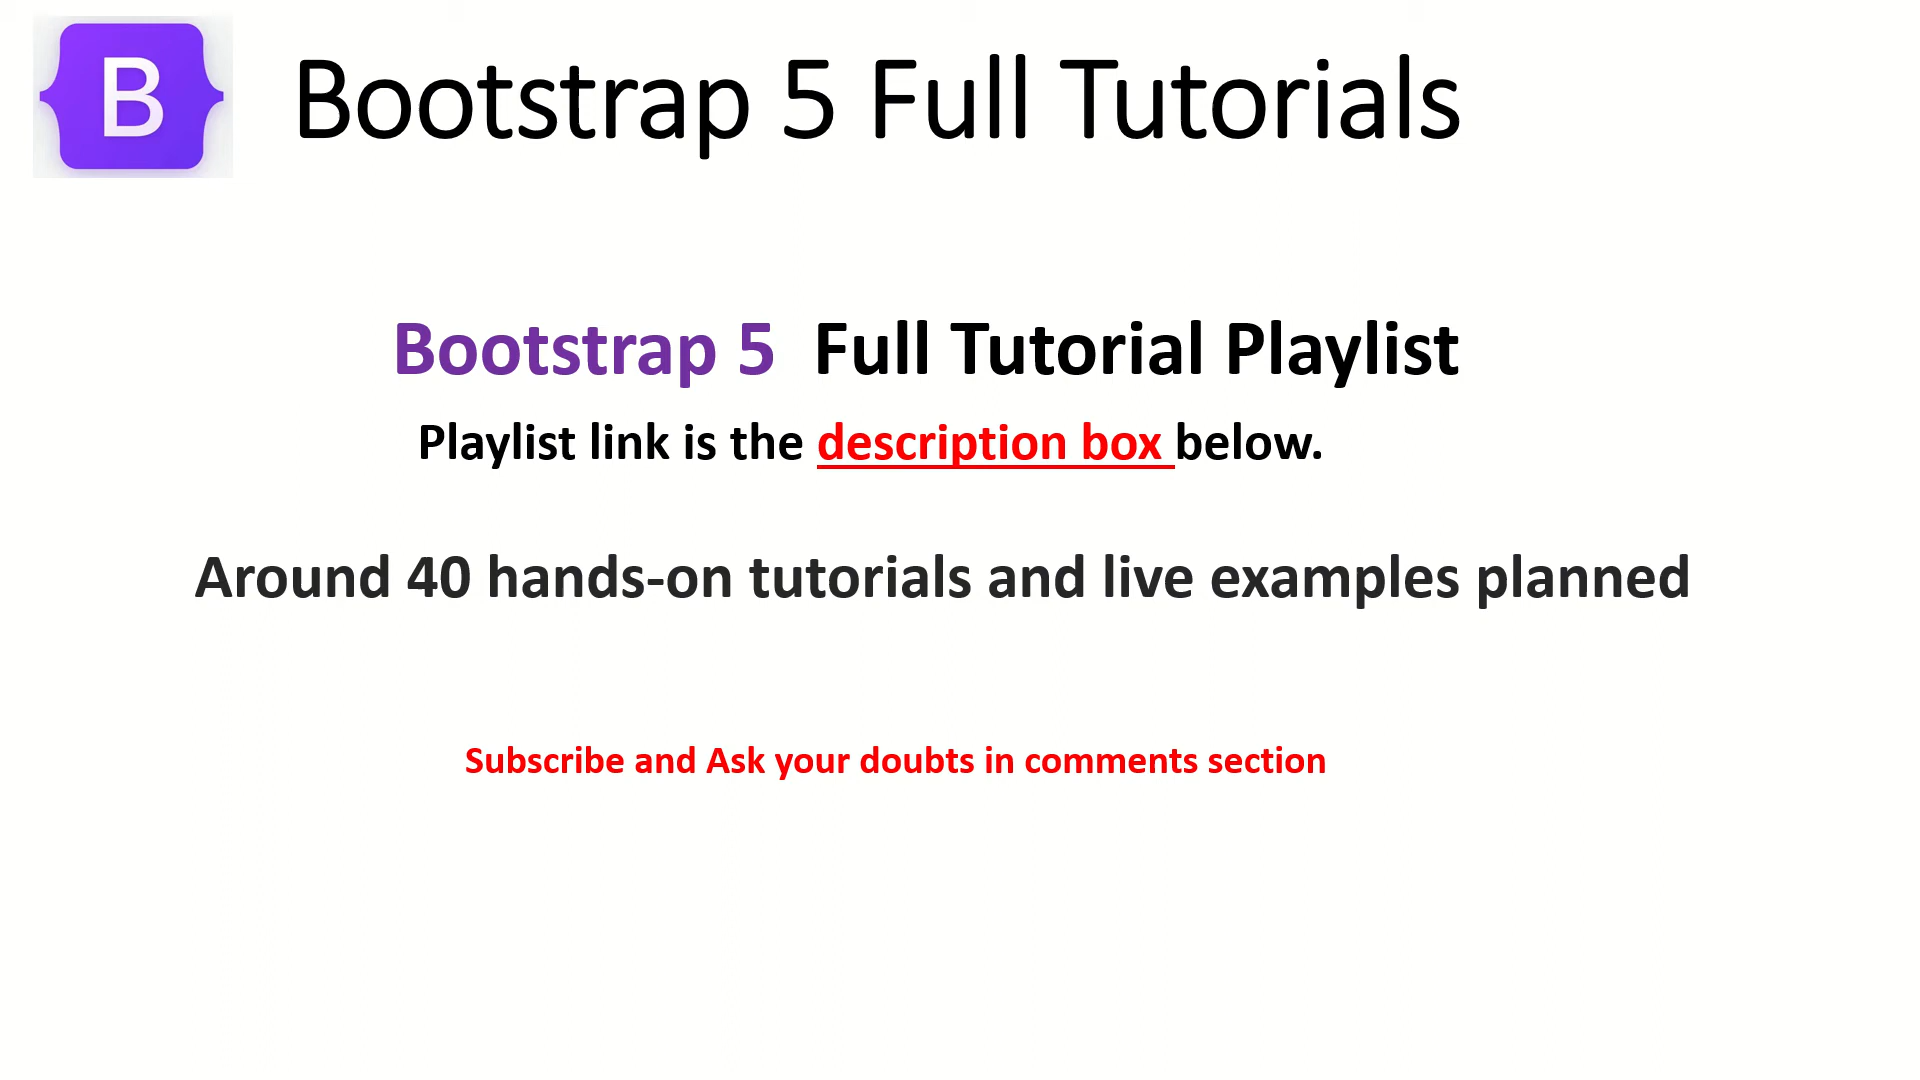 B
Bootstrap 5 Full Tutorials
Bootstrap 5 Full Tutorial Playlist
Playlist link is the description box below.
Around 40 hands-on tutorials and live examples planned
Subscribe and Ask your doubts in comments section